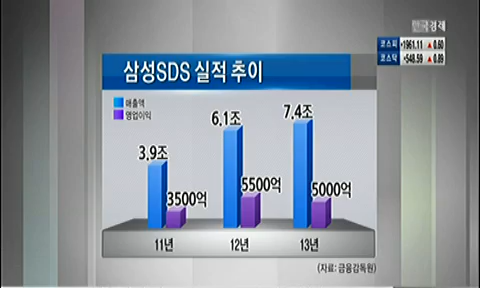 한국경제
코스피 1961.11 ▲ 0.60
코스닥 548.59 ▲ 0.89
삼성SDS 실적 추이
매출액
영업이익
3.9조 6.1조 7.4조
3500억 5500억 5000억
11년 12년 13년
(자료: 금융감독원)